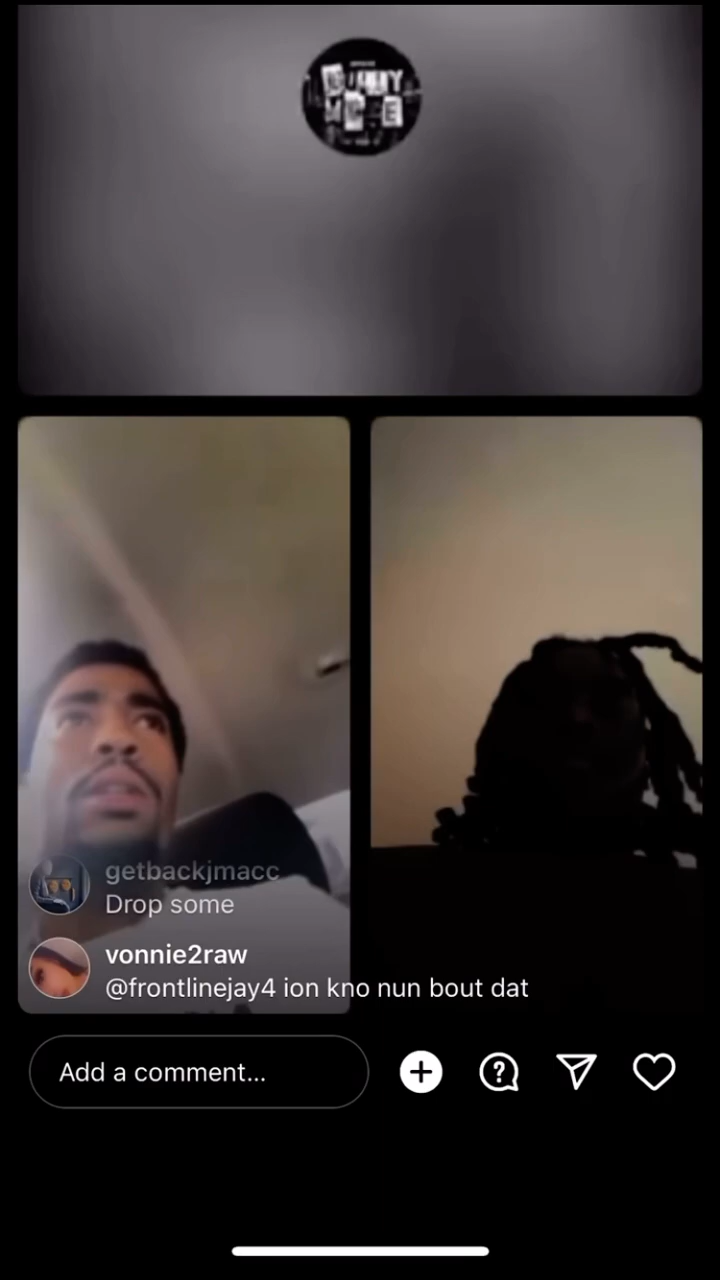 getbackjmacc
Drop some
vonnie2raw
@frontlinejay4 ion kno nun bout dat
Add a comment...